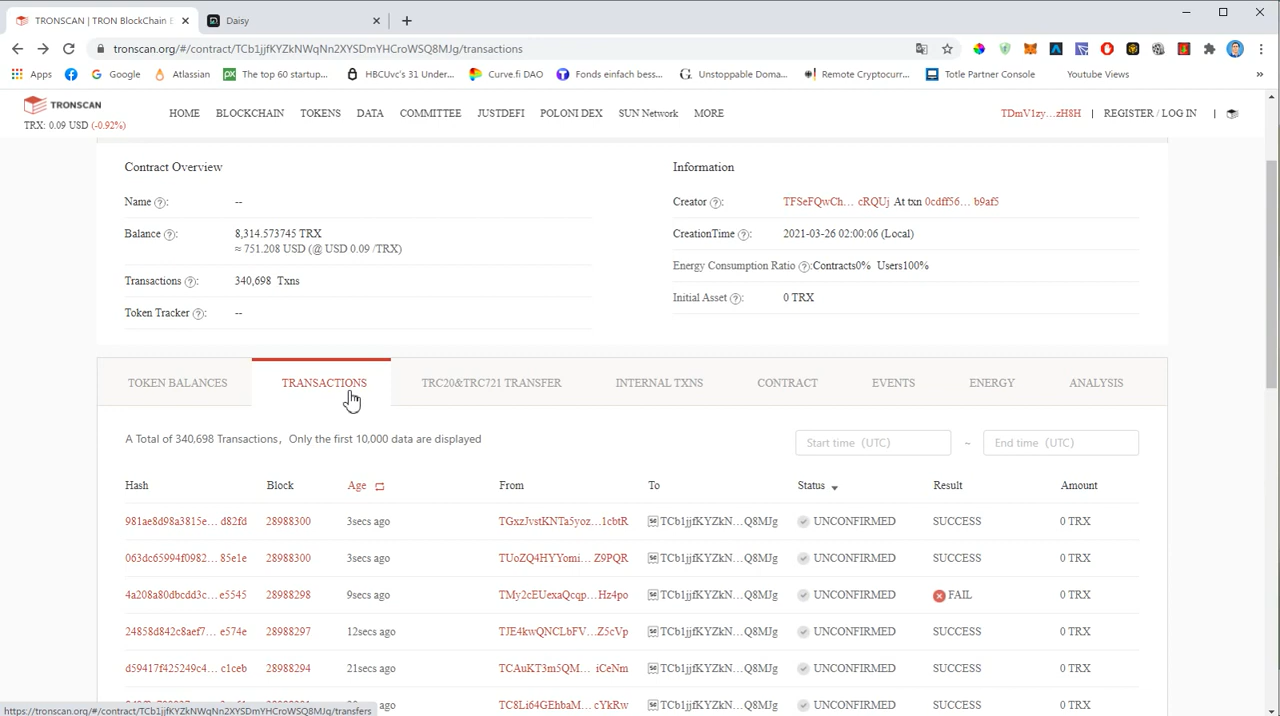 TRONSCAN | TRON BlockChain E
Daisy
tronscan.org/#/contract/TCb1jjfKYZkNWqNn2XYSDmYHCroWSQ8MJg/transactions
Apps Google Atlassian The top 60 startup... HBCUvc's 31 Under... Curve.fi DAO Fonds einfach bess... Unstoppable Doma... Remote Cryptocurr... Totle Partner Console Youtube Views »
TRONSCAN
TRX: 0.09 USD (-0.92%)
HOME BLOCKCHAIN TOKENS DATA COMMITTEE JUSTDEFI POLONI DEX SUN Network MORE TDmV1zy...zH8H | REGISTER / LOG IN |
Contract Overview Information
Name ? : -- Creator ? : TFSeFQwCh... cRQUj At txn 0cdff56... b9af5
Balance ? : 8,314.573745 TRX CreationTime ? : 2021-03-26 02:00:06 (Local)
≈ 751.208 USD (@ USD 0.09 /TRX)
Energy Consumption Ratio ? : Contracts0% Users100%
Transactions ? : 340,698 Txns
Initial Asset ? : 0 TRX
Token Tracker ? : --
TOKEN BALANCES TRANSACTIONS TRC20&TRC721 TRANSFER INTERNAL TXNS CONTRACT EVENTS ENERGY ANALYSIS
A Total of 340,698 Transactions, Only the first 10,000 data are displayed Start time (UTC) ~ End time (UTC)
Hash Block Age From To Status Result Amount
981ae8d98a3815e... d82fd 28988300 3secs ago TGxzJvstKNTa5yoz...1cbtR TCb1jjfKYZkN...Q8MJg UNCONFIRMED SUCCESS 0 TRX
063dc65994f0982... 85e1e 28988300 3secs ago TUoZQ4HYYomi... Z9PQR TCb1jjfKYZkN...Q8MJg UNCONFIRMED SUCCESS 0 TRX
4a208a80dbcdd3c... e5545 28988298 9secs ago TMy2cEUexaQcqp...Hz4po TCb1jjfKYZkN...Q8MJg UNCONFIRMED FAIL 0 TRX
24858d842c8aef7... e574e 28988297 12secs ago TJE4kwQNCLbFV... Z5cVp TCb1jjfKYZkN...Q8MJg UNCONFIRMED SUCCESS 0 TRX
d59417f425249c4... c1ceb 28988294 21secs ago TCAuKT3m5QM... iCeNm TCb1jjfKYZkN...Q8MJg UNCONFIRMED SUCCESS 0 TRX
TC8Li64GEhbaM... cYkRw TCb1jjfKYZkN...Q8MJg UNCONFIRMED SUCCESS 0 TRX
https://tronscan.org/#/contract/TCb1jjfKYZkNWqNn2XYSDmYHCroWSQ8MJg/transfers